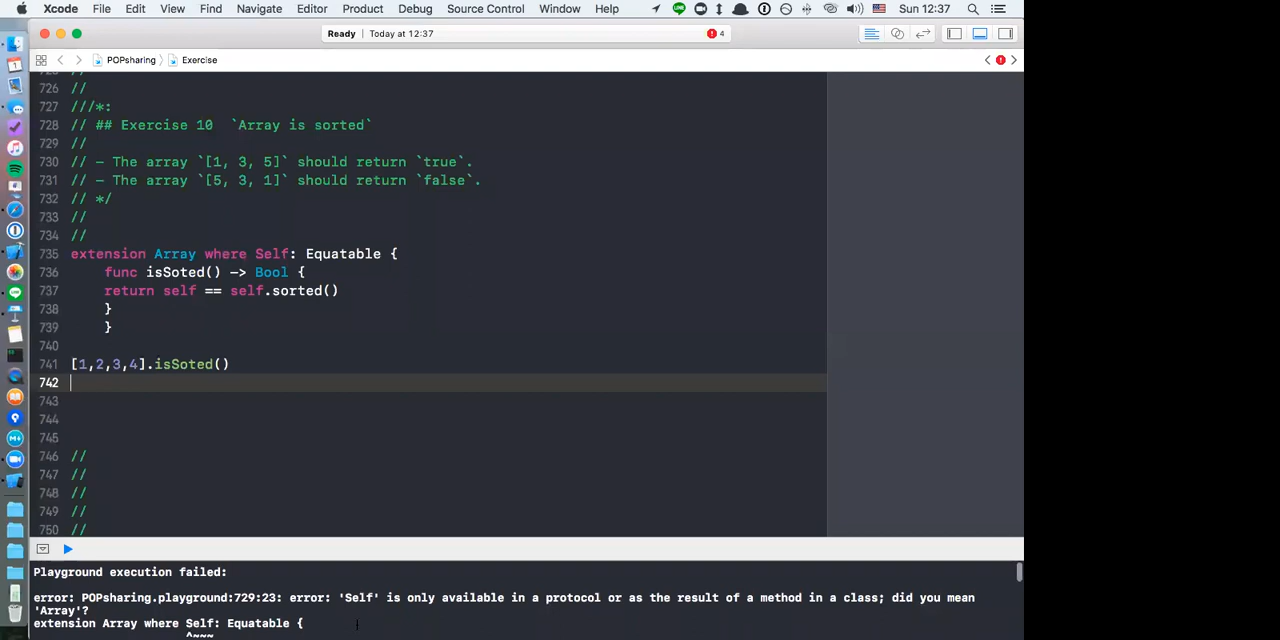 Xcode File Edit View Find Navigate Editor Product Debug Source Control Window Help Sun 12:37
Ready | Today at 12:37 4
POPsharing Exercise
726 //
727 ///*:
728 // ## Exercise 10  `Array is sorted`
729 //
730 // - The array `[1, 3, 5]` should return `true`.
731 // - The array `[5, 3, 1]` should return `false`.
732 // */
733 //
734 //
735 extension Array where Self: Equatable {
736 func isSoted() -> Bool {
737 return self == self.sorted()
738 }
739 }
740
741 [1,2,3,4].isSoted()
742
743
744
745
746 //
747 //
748 //
749 //
750 //
Playground execution failed:
error: POPsharing.playground:729:23: error: 'Self' is only available in a protocol or as the result of a method in a class; did you mean
'Array'?
extension Array where Self: Equatable {
^~~~